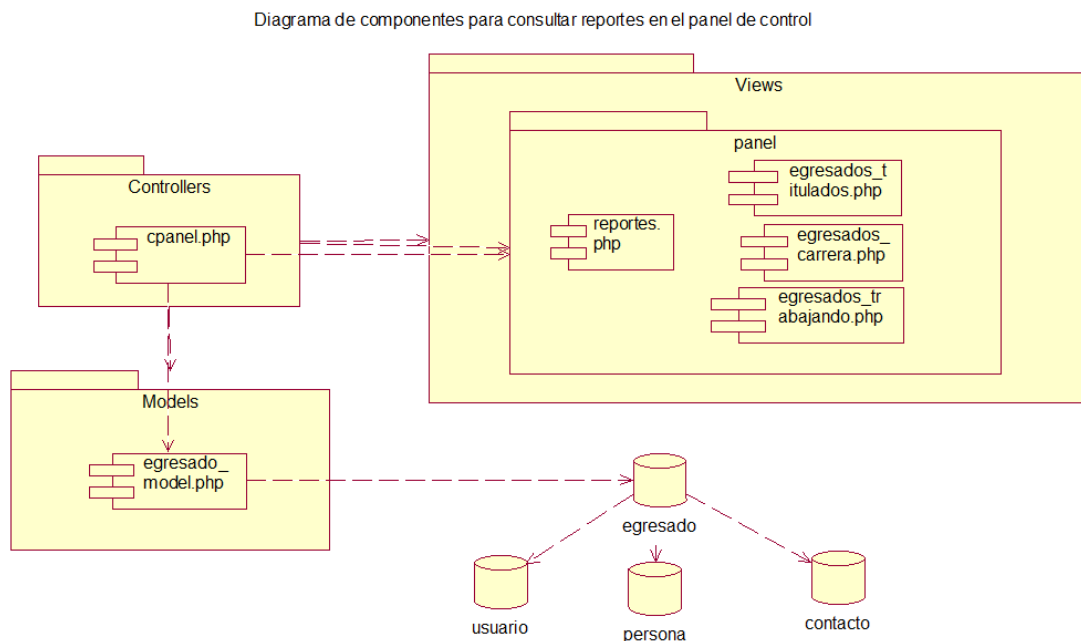 Diagrama de componentes para consultar reportes en el panel de control
Views
panel
egresados_t
itulados.php
Controllers
cpanel.php
reportes.
php
egresados_
carrera.php
egresados_tr
abajando.php
Models
egresado_
model.php
egresado
usuario
persona
contacto